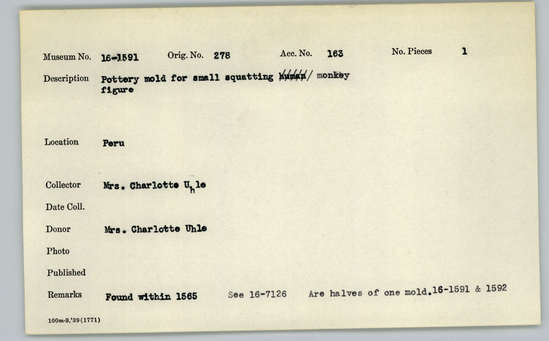 Museum No. 16-1591 Orig. No. 278 Acc. No. 163 No. Pieces 1
Description Pottery mold for small squatting human/ monkey
figure
Location Peru
Collector Mrs. Charlotte Uhle
Date Coll.
Donor Mrs. Charlotte Uhle
Photo
Published
Remarks Found within 1565 See 16-7126 Are halves of one mold.16-1591 & 1592
100m-8,'39(1771)